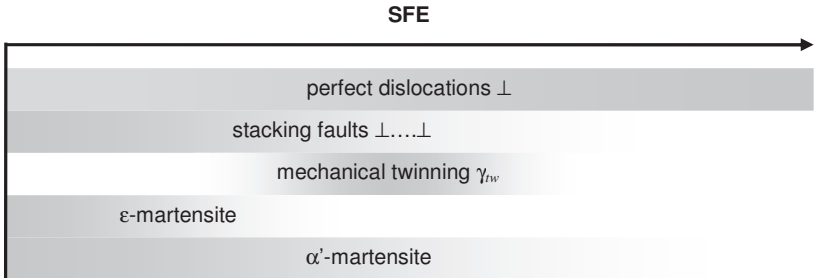 SFE
perfect dislocations ⊥
stacking faults ⊥....⊥
mechanical twinning γtw
ε-martensite
α'-martensite